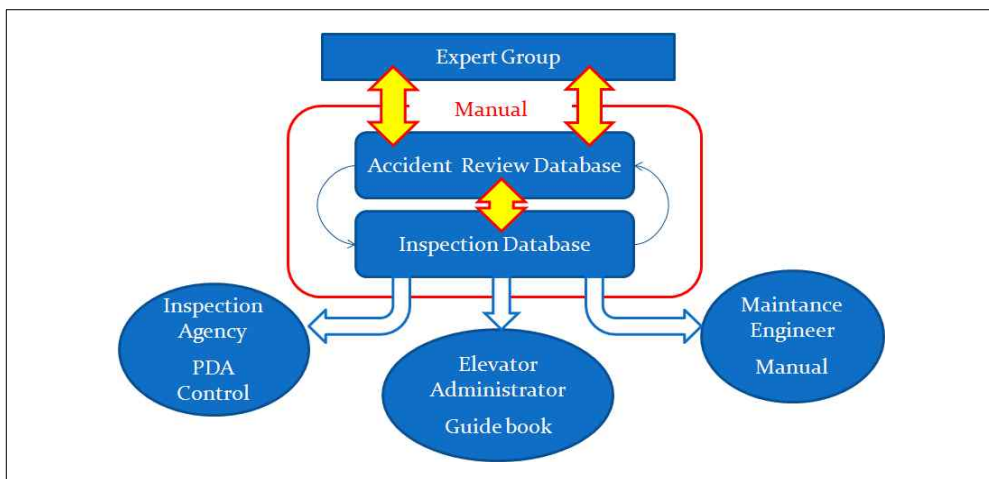 Expert Group
Manual
Accident Review Database
Inspection Database
Inspection
Agency
PDA
Control
Elevator
Administrator
Guide book
Maintance
Engineer
Manual